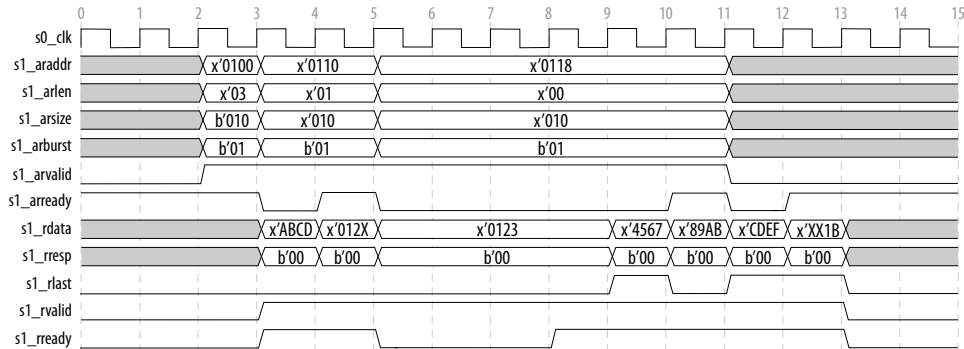 0 1 2 3 4 5 6 7 8 9 10 11 12 13 14 15
s0_clk
s1_araddr x’0100 x’0110 x’0118
s1_arlen x’03 x’01 x’00
s1_arsize b’010 x’010 x’010
s1_arburst b’01 b’01 b’01
s1_arvalid
s1_arready
s1_rdata x’ABCD x’012X x’0123 x’4567 x’89AB x’CDEF x’XX1B
s1_rresp b’00 b’00 b’00 b’00 b’00 b’00 b’00
s1_rlast
s1_rvalid
s1_rready